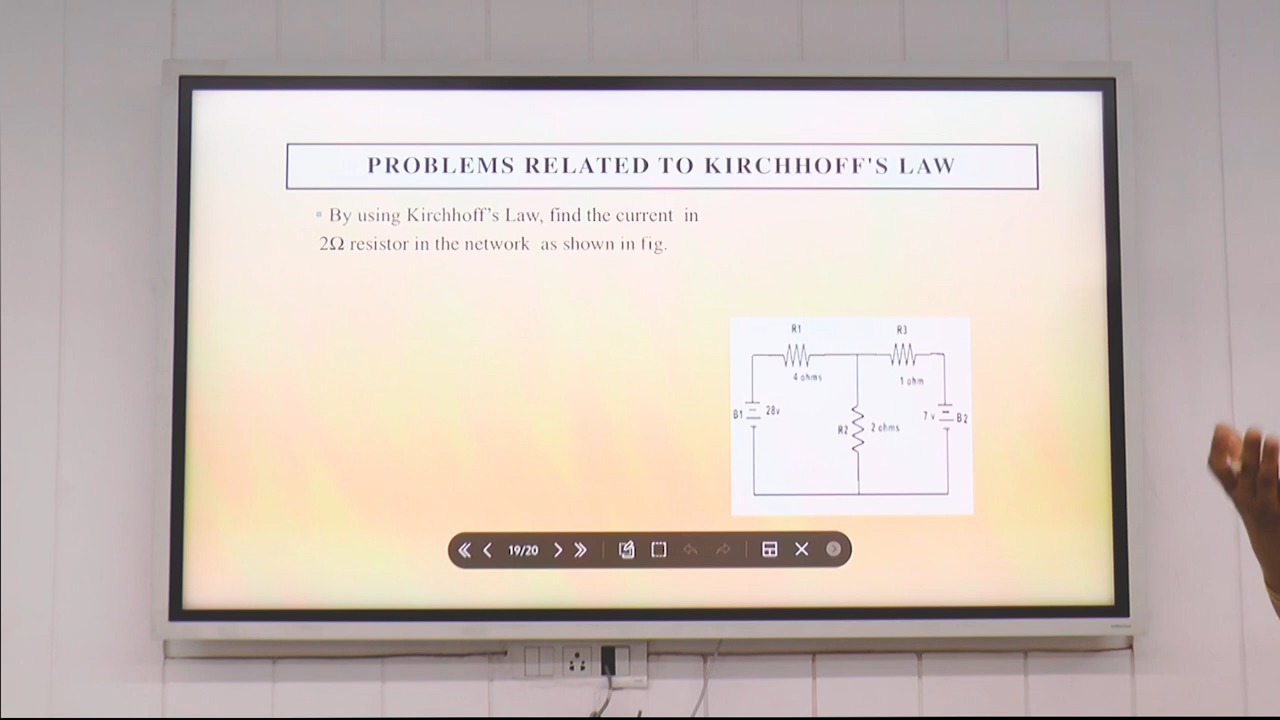 PROBLEMS RELATED TO KIRCHHOFF'S LAW
▫ By using Kirchhoff's Law, find the current in
2Ω resistor in the network as shown in fig.
R1
R3
4 ohms
1 ohm
B1
28v
R2
2 ohms
7 v
B2
19/20